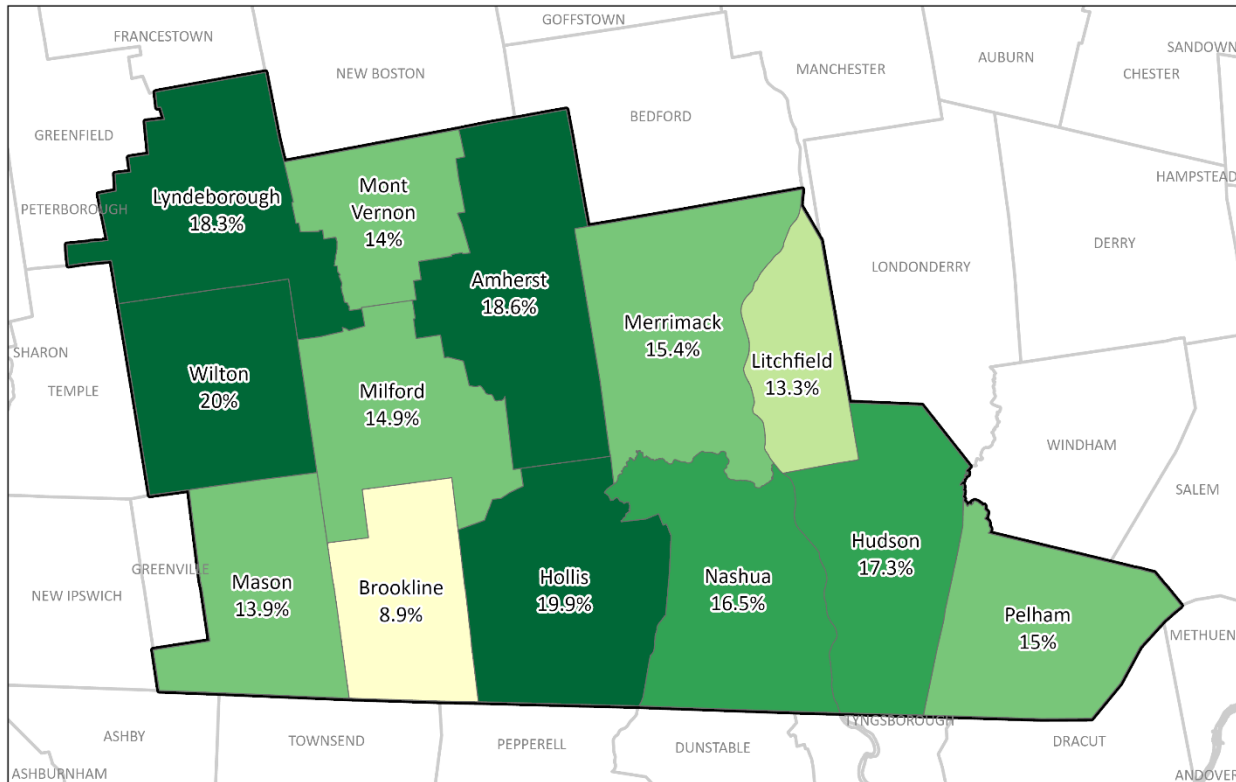 GOFFSTOWN
FRANCESTOWN
NEW BOSTON
MANCHESTER
AUBURN
SANDOWN
CHESTER
BEDFORD
GREENFIELD
HAMPSTEAD
Lyndeborough
18.3%
Mont
Vernon
14%
PETERBOROUGH
DERRY
LONDONDERRY
Amherst
18.6%
Merrimack
15.4%
SHARON
TEMPLE
Litchfield
13.3%
Wilton
20%
Milford
14.9%
WINDHAM
SALEM
Hudson
17.3%
GREENVILLE
NEW IPSWICH
Mason
13.9%
Brookline
8.9%
Hollis
19.9%
Nashua
16.5%
Pelham
15%
METHUEN
TYNGSBOROUGH
ASHBY
TOWNSEND
PEPPERELL
DUNSTABLE
DRACUT
ASHBURNHAM
ANDOVER